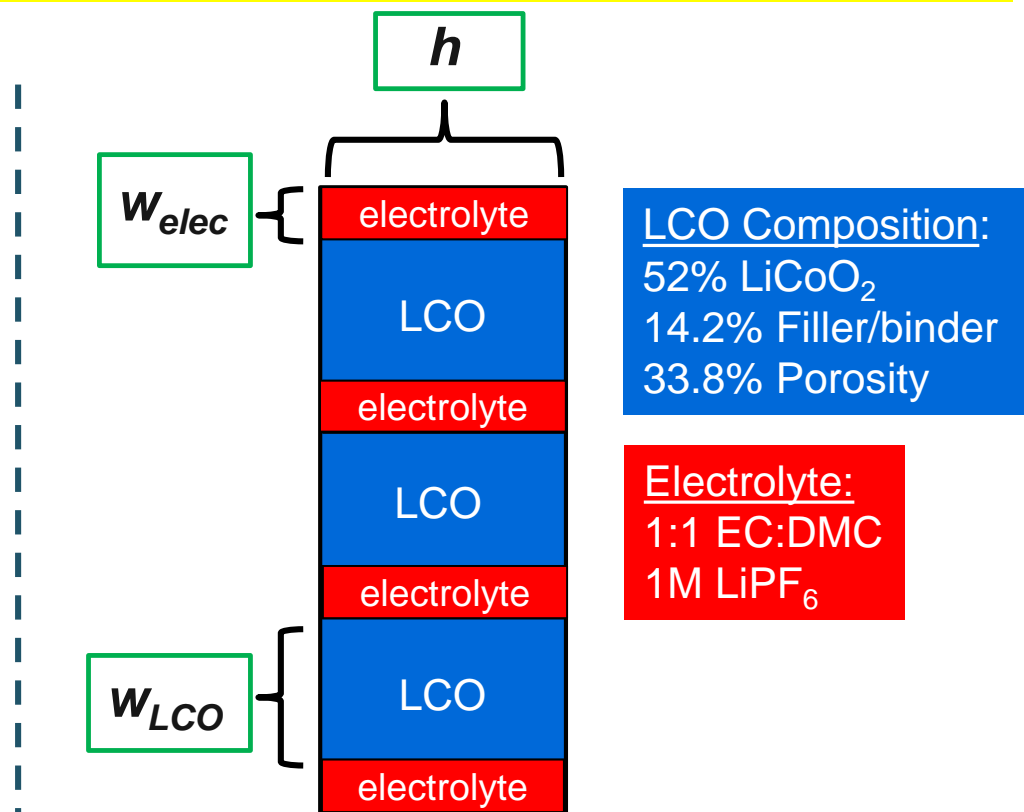 h
w_elec
electrolyte
LCO
electrolyte
LCO
electrolyte
w_LCO
LCO
electrolyte
LCO Composition:
52% LiCoO₂
14.2% Filler/binder
33.8% Porosity
Electrolyte:
1:1 EC:DMC
1M LiPF₆